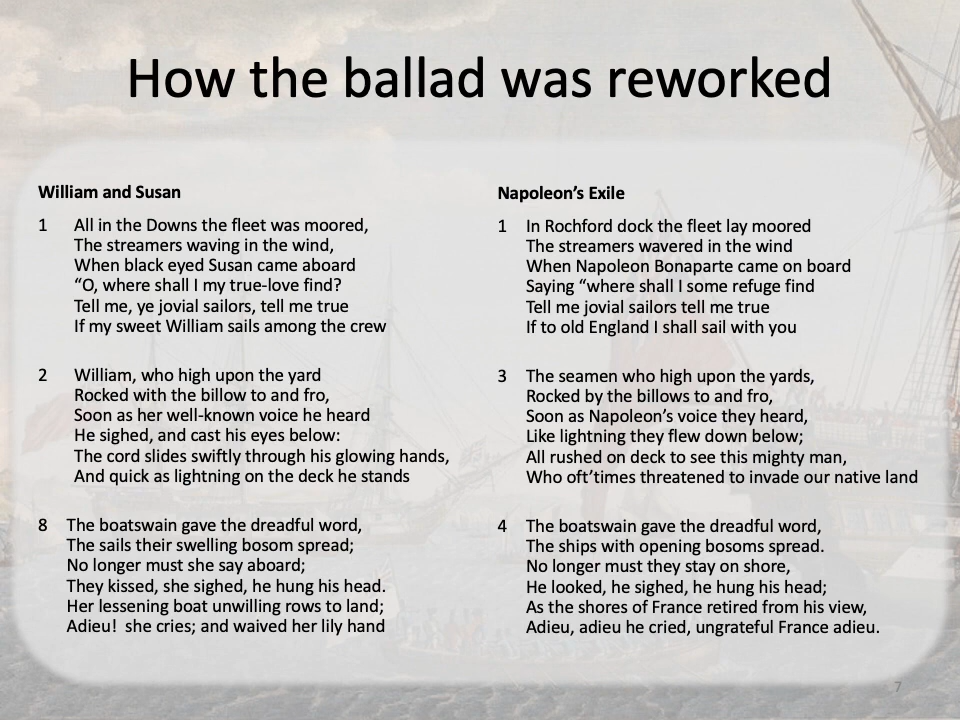 How the ballad was reworked
William and Susan
1 All in the Downs the fleet was moored,
The streamers waving in the wind,
When black eyed Susan came aboard
“O, where shall I my true-love find?
Tell me, ye jovial sailors, tell me true
If my sweet William sails among the crew
2 William, who high upon the yard
Rocked with the billow to and fro,
Soon as her well-known voice he heard
He sighed, and cast his eyes below:
The cord slides swiftly through his glowing hands,
And quick as lightning on the deck he stands
8 The boatswain gave the dreadful word,
The sails their swelling bosom spread;
No longer must she say aboard;
They kissed, she sighed, he hung his head.
Her lessening boat unwilling rows to land;
Adieu! she cries; and waived her lily hand
Napoleon’s Exile
1 In Rochford dock the fleet lay moored
The streamers wavered in the wind
When Napoleon Bonaparte came on board
Saying “where shall I some refuge find
Tell me jovial sailors tell me true
If to old England I shall sail with you
3 The seamen who high upon the yards,
Rocked by the billows to and fro,
Soon as Napoleon’s voice they heard,
Like lightning they flew down below;
All rushed on deck to see this mighty man,
Who oft’times threatened to invade our native land
4 The boatswain gave the dreadful word,
The ships with opening bosoms spread.
No longer must they stay on shore,
He looked, he sighed, he hung his head;
As the shores of France retired from his view,
Adieu, adieu he cried, ungrateful France adieu.
7